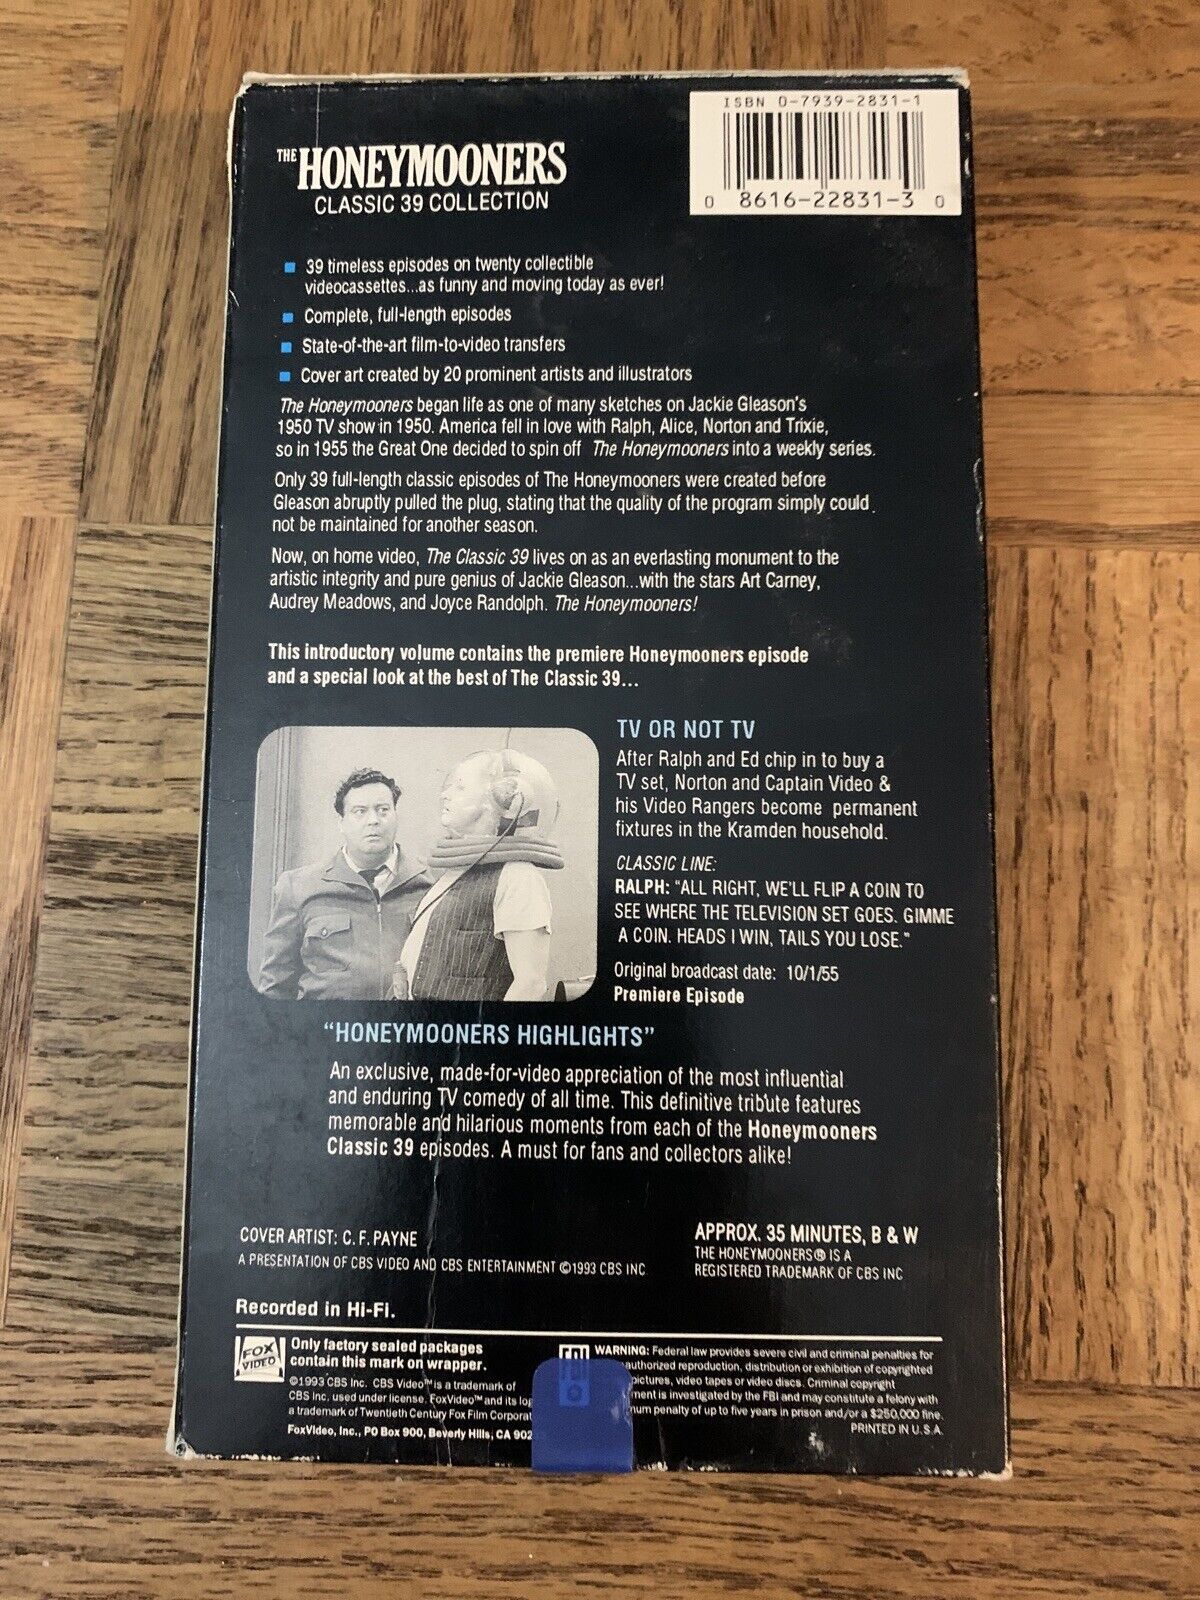 ISBN 0-7939-2831-1
0 8616-22831-3 0
THE HONEYMOONERS
CLASSIC 39 COLLECTION
39 timeless episodes on twenty collectible
videocassettes...as funny and moving today as ever!
Complete, full-length episodes
State-of-the-art film-to-video transfers
Cover art created by 20 prominent artists and illustrators
The Honeymooners began life as one of many sketches on Jackie Gleason's
1950 TV show in 1950. America fell in love with Ralph, Alice, Norton and Trixie,
so in 1955 the Great One decided to spin off The Honeymooners into a weekly series.
Only 39 full-length classic episodes of The Honeymooners were created before
Gleason abruptly pulled the plug, stating that the quality of the program simply could
not be maintained for another season.
Now, on home video, The Classic 39 lives on as an everlasting monument to the
artistic integrity and pure genius of Jackie Gleason...with the stars Art Carney,
Audrey Meadows, and Joyce Randolph. The Honeymooners!
This introductory volume contains the premiere Honeymooners episode
and a special look at the best of The Classic 39...
TV OR NOT TV
After Ralph and Ed chip in to buy a
TV set, Norton and Captain Video &
his Video Rangers become permanent
fixtures in the Kramden household.
CLASSIC LINE:
RALPH: "ALL RIGHT, WE'LL FLIP A COIN TO
SEE WHERE THE TELEVISION SET GOES. GIMME
A COIN. HEADS I WIN, TAILS YOU LOSE."
Original broadcast date: 10/1/55
Premiere Episode
"HONEYMOONERS HIGHLIGHTS"
An exclusive, made-for-video appreciation of the most influential
and enduring TV comedy of all time. This definitive tribute features
memorable and hilarious moments from each of the Honeymooners
Classic 39 episodes. A must for fans and collectors alike!
COVER ARTIST: C. F. PAYNE
A PRESENTATION OF CBS VIDEO AND CBS ENTERTAINMENT ©1993 CBS INC.
APPROX. 35 MINUTES, B & W
THE HONEYMOONERS® IS A
REGISTERED TRADEMARK OF CBS INC
Recorded in Hi-Fi.
FOX
VIDEO
Only factory sealed packages
contain this mark on wrapper.
©1993 CBS Inc. CBS Video™ is a trademark of
CBS Inc. used under license. FoxVideo™ and its log
a trademark of Twentieth Century Fox Film Corporat
FoxVideo, Inc., PO Box 900, Beverly Hills, CA 902
FBI WARNING: Federal law provides severe civil and criminal penalties for
authorized reproduction, distribution or exhibition of copyrighted
pictures, video tapes or video discs. Criminal copyright
ment is investigated by the FBI and may constitute a felony with
num penalty of up to five years in prison and/or a $250,000 fine.
PRINTED IN U.S.A.